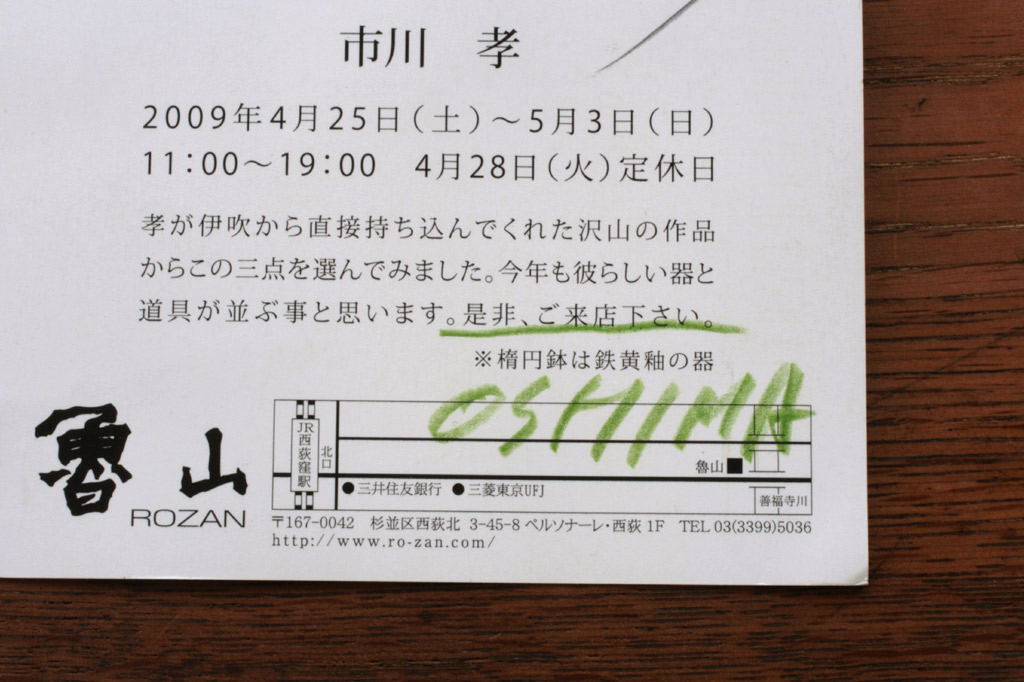 市川 孝
2009年4月25日（土）～5月3日（日）
11:00～19:00 4月28日（火）定休日
孝が伊吹から直接持ち込んでくれた沢山の作品
からこの三点を選んでみました。今年も彼らしい器と
道具が並ぶ事と思います。是非、ご来店下さい。
※楕円鉢は鉄黄釉の器
OSHIMA
魯山
ROZAN
JR西荻窪駅
北口
魯山
三井住友銀行
三菱東京UFJ
善福寺川
〒167-0042 杉並区西荻北 3-45-8 ペルソナーレ・西荻 1F TEL 03(3399)5036
http://www.ro-zan.com/